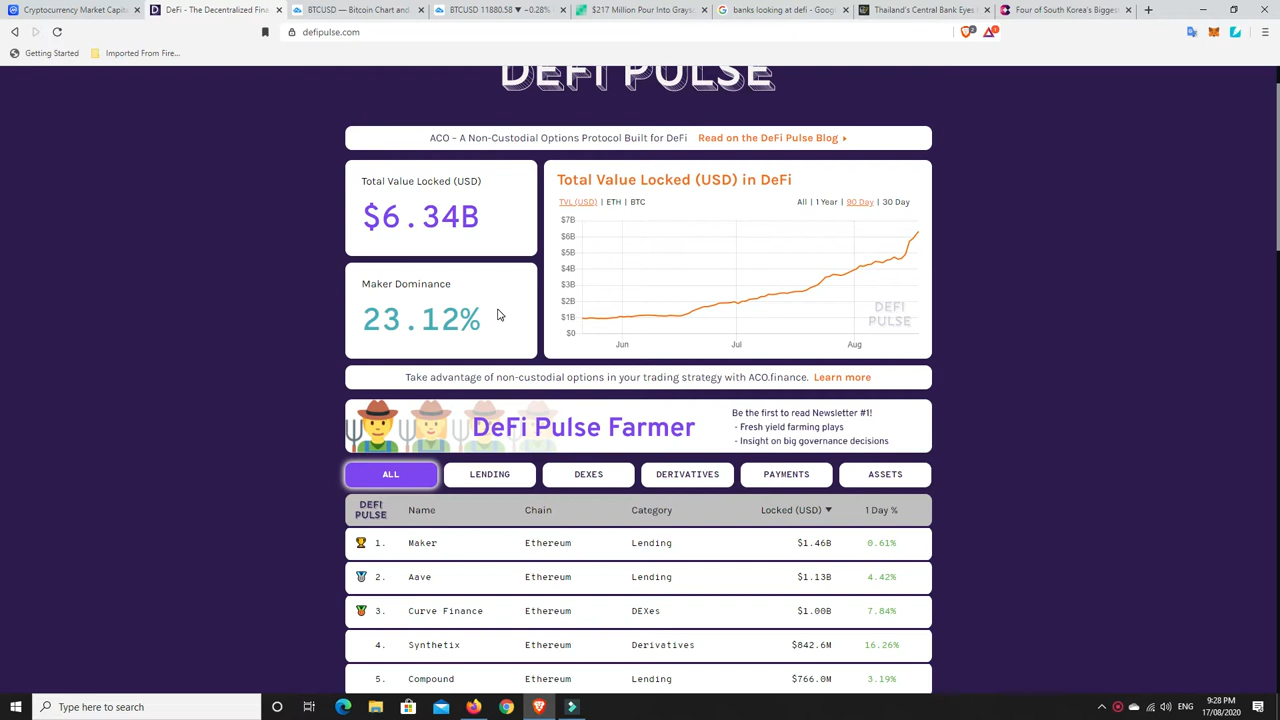 Cryptocurrency Market Capit
DeFi - The Decentralized Fina
BTCUSD — Bitcoin Chart and
BTCUSD 11880.58 ▼ −0.28%
$217 Million Pour Into Graysc
banks looking at defi - Googl
Thailand's Central Bank Eyes
Four of South Korea's Biggest
defipulse.com
2
1
Getting Started
Imported From Fire...
DEFI PULSE
ACO – A Non-Custodial Options Protocol Built for DeFi Read on the DeFi Pulse Blog ▸
Total Value Locked (USD)
$6.34B
Maker Dominance
23.12%
Total Value Locked (USD) in DeFi
TVL (USD) | ETH | BTC
All | 1 Year | 90 Day | 30 Day
$7B
$6B
$5B
$4B
$3B
$2B
$1B
$0
Jun
Jul
Aug
DEFI
PULSE
Take advantage of non-custodial options in your trading strategy with ACO.finance. Learn more
DeFi Pulse Farmer
Be the first to read Newsletter #1!
- Fresh yield farming plays
- Insight on big governance decisions
ALL
LENDING
DEXES
DERIVATIVES
PAYMENTS
ASSETS
DEFI
PULSE
Name Chain Category Locked (USD) ▼ 1 Day %
1. Maker Ethereum Lending $1.46B 0.61%
2. Aave Ethereum Lending $1.13B 4.42%
3. Curve Finance Ethereum DEXes $1.00B 7.84%
4. Synthetix Ethereum Derivatives $842.6M 16.26%
5. Compound Ethereum Lending $766.0M 3.19%
Type here to search
ENG
9:28 PM
17/08/2020